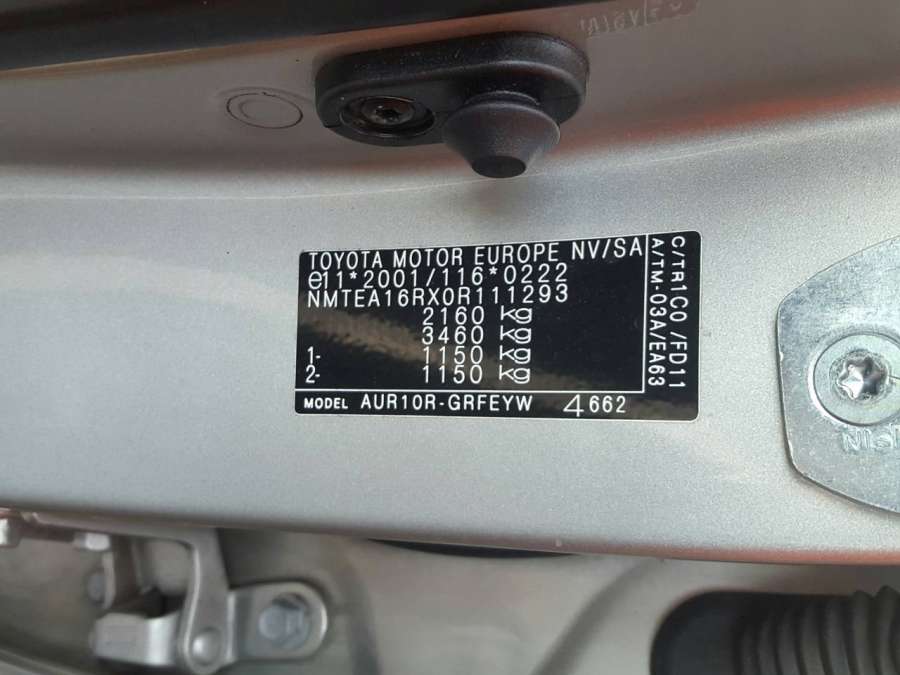 TOYOTA MOTOR EUROPE NV/SA
e11*2001/116*0222
NMTEA16RX0R111293
2160 kg
3460 kg
1- 1150 kg
2- 1150 kg
MODEL AUR10R-GRFEYW 4662
C/TR1C0 /FD11
A/TM-03A/EA63